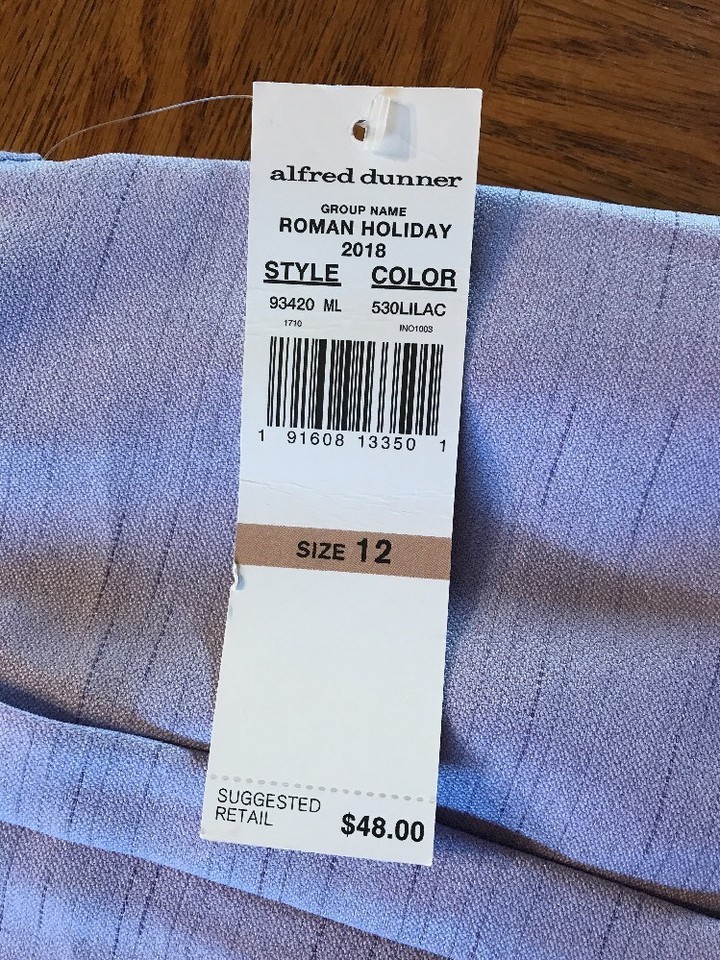 alfred dunner
GROUP NAME
ROMAN HOLIDAY
2018
STYLE COLOR
93420 ML 530LILAC
1710 INO1003
1 91608 13350 1
SIZE 12
SUGGESTED
RETAIL $48.00